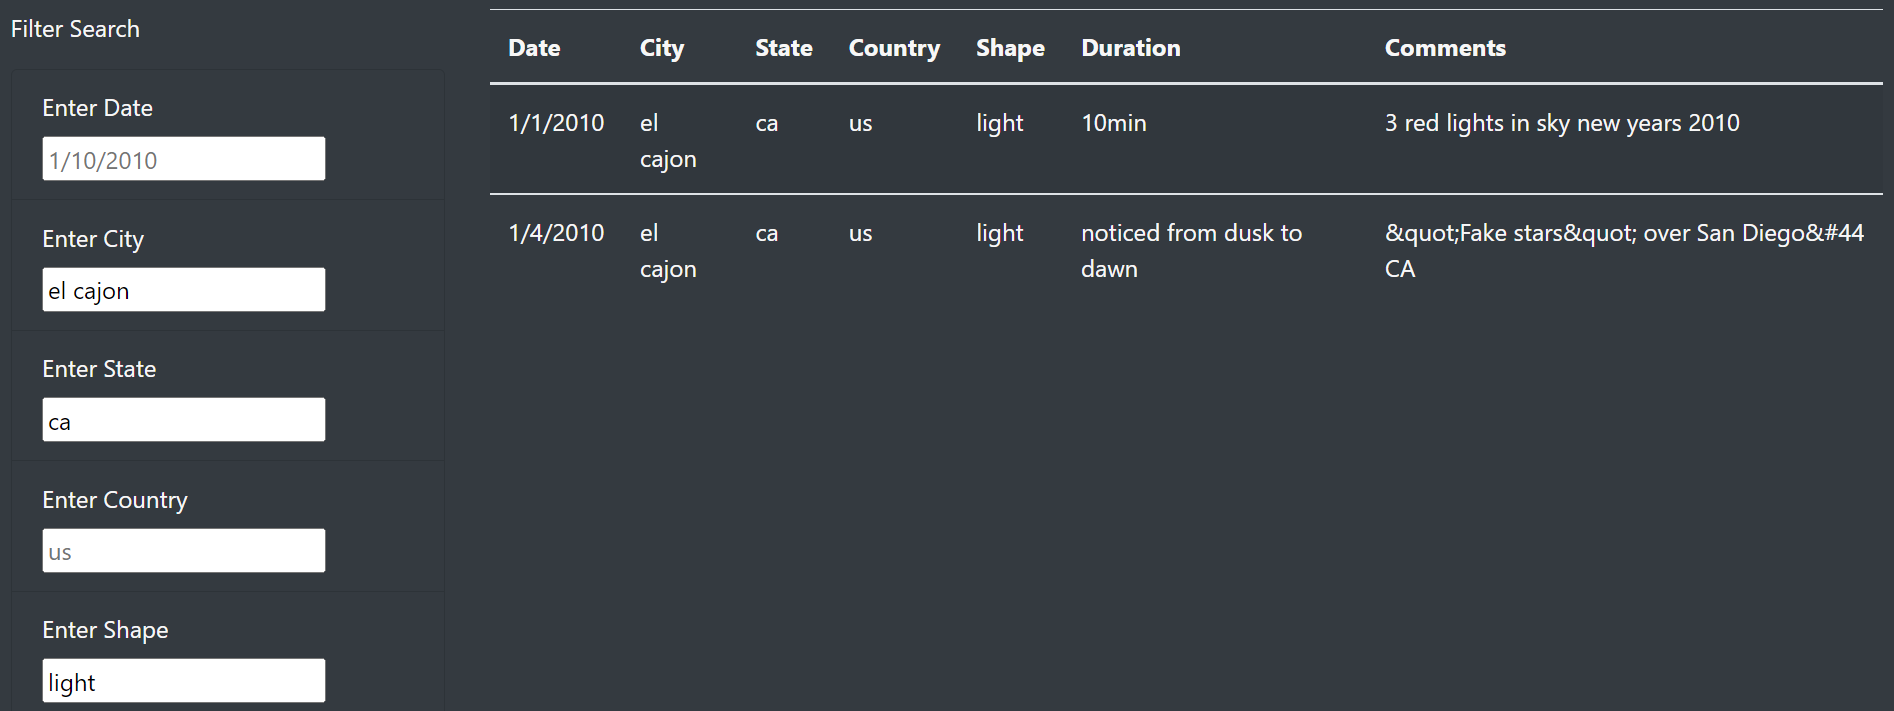 Filter Search
Enter Date
1/10/2010
Enter City
el cajon
Enter State
ca
Enter Country
us
Enter Shape
light
Date City State Country Shape Duration Comments
1/1/2010 el ca us light 10min 3 red lights in sky new years 2010
cajon
1/4/2010 el ca us light noticed from dusk to &quot;Fake stars&quot; over San Diego&#44
cajon dawn CA